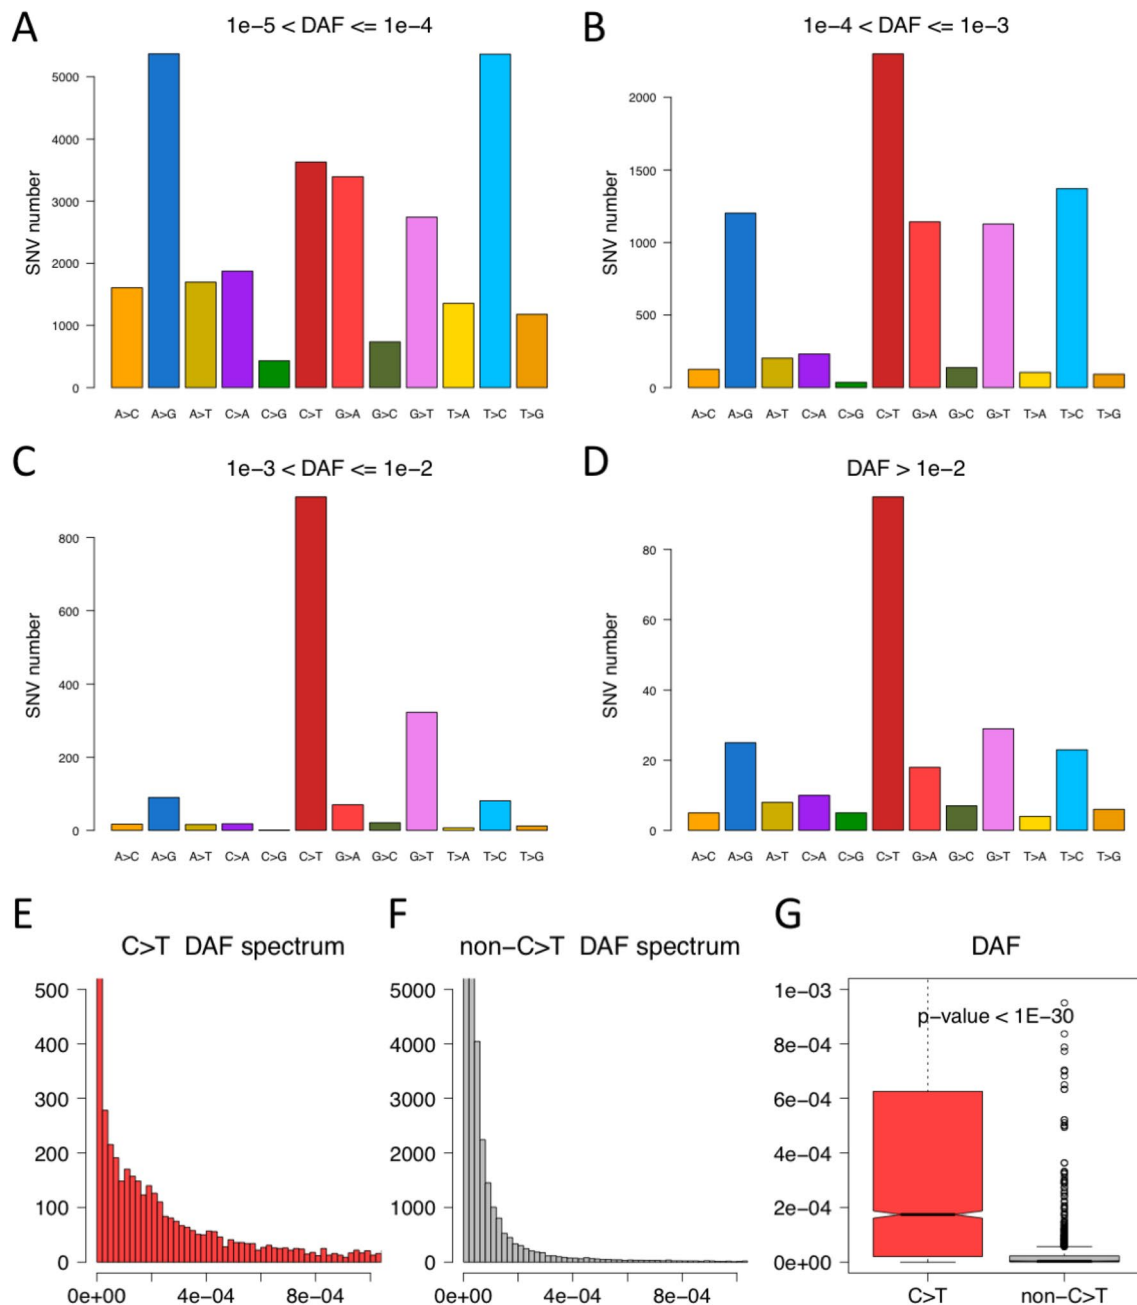 A
1e−5 < DAF <= 1e−4
SNV number
5000
4000
3000
2000
1000
0
A>C A>G A>T C>A C>G C>T G>A G>C G>T T>A T>C T>G
B
1e−4 < DAF <= 1e−3
SNV number
2000
1500
1000
500
0
A>C A>G A>T C>A C>G C>T G>A G>C G>T T>A T>C T>G
C
1e−3 < DAF <= 1e−2
SNV number
800
600
400
200
0
A>C A>G A>T C>A C>G C>T G>A G>C G>T T>A T>C T>G
D
DAF > 1e−2
SNV number
80
60
40
20
0
A>C A>G A>T C>A C>G C>T G>A G>C G>T T>A T>C T>G
E
C>T DAF spectrum
500
400
300
200
100
0
0e+00 4e−04 8e−04
F
non−C>T DAF spectrum
5000
4000
3000
2000
1000
0
0e+00 4e−04 8e−04
G
DAF
1e−03
8e−04
6e−04
4e−04
2e−04
0e+00
p−value < 1E−30
C>T non−C>T